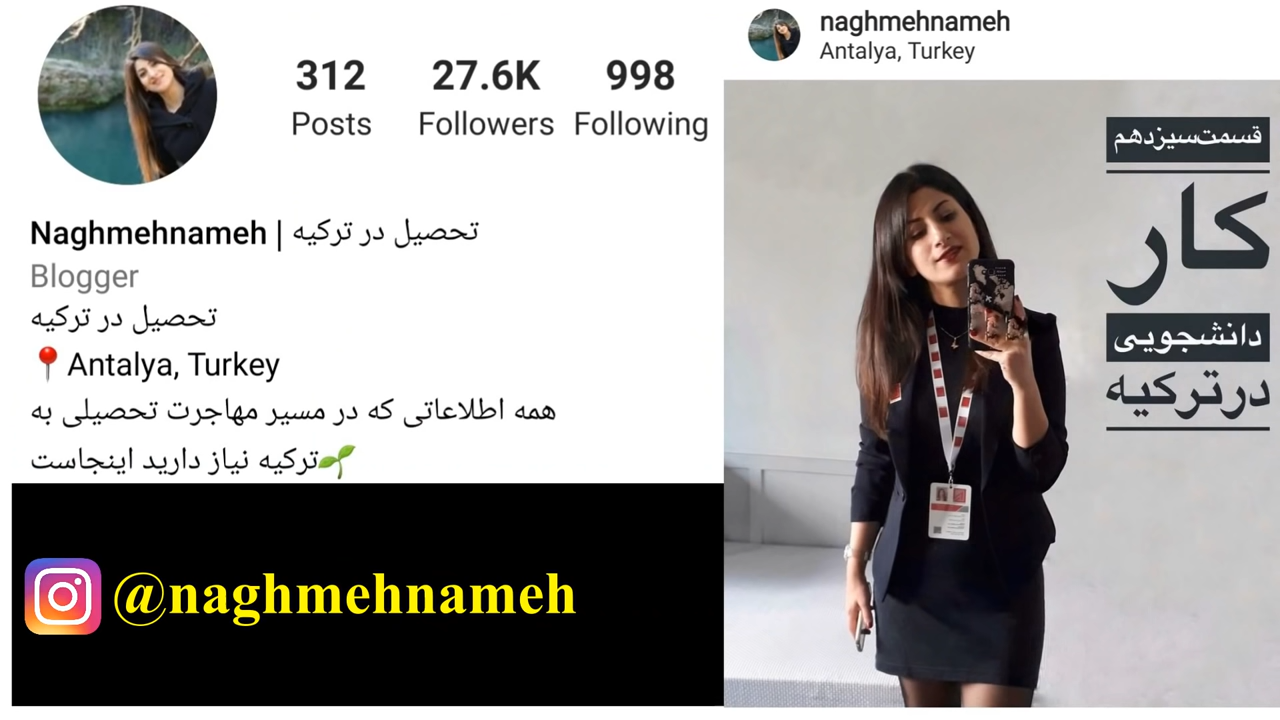 312
27.6K
998
Posts
Followers
Following
Naghmehnameh | تحصیل در ترکیه
Blogger
تحصیل در ترکیه
Antalya, Turkey
همه اطلاعاتی که در مسیر مهاجرت تحصیلی به
ترکیه نیاز دارید اینجاست
@naghmehnameh
naghmehnameh
Antalya, Turkey
قسمت سیزدهم
کار
دانشجویی
در ترکیه